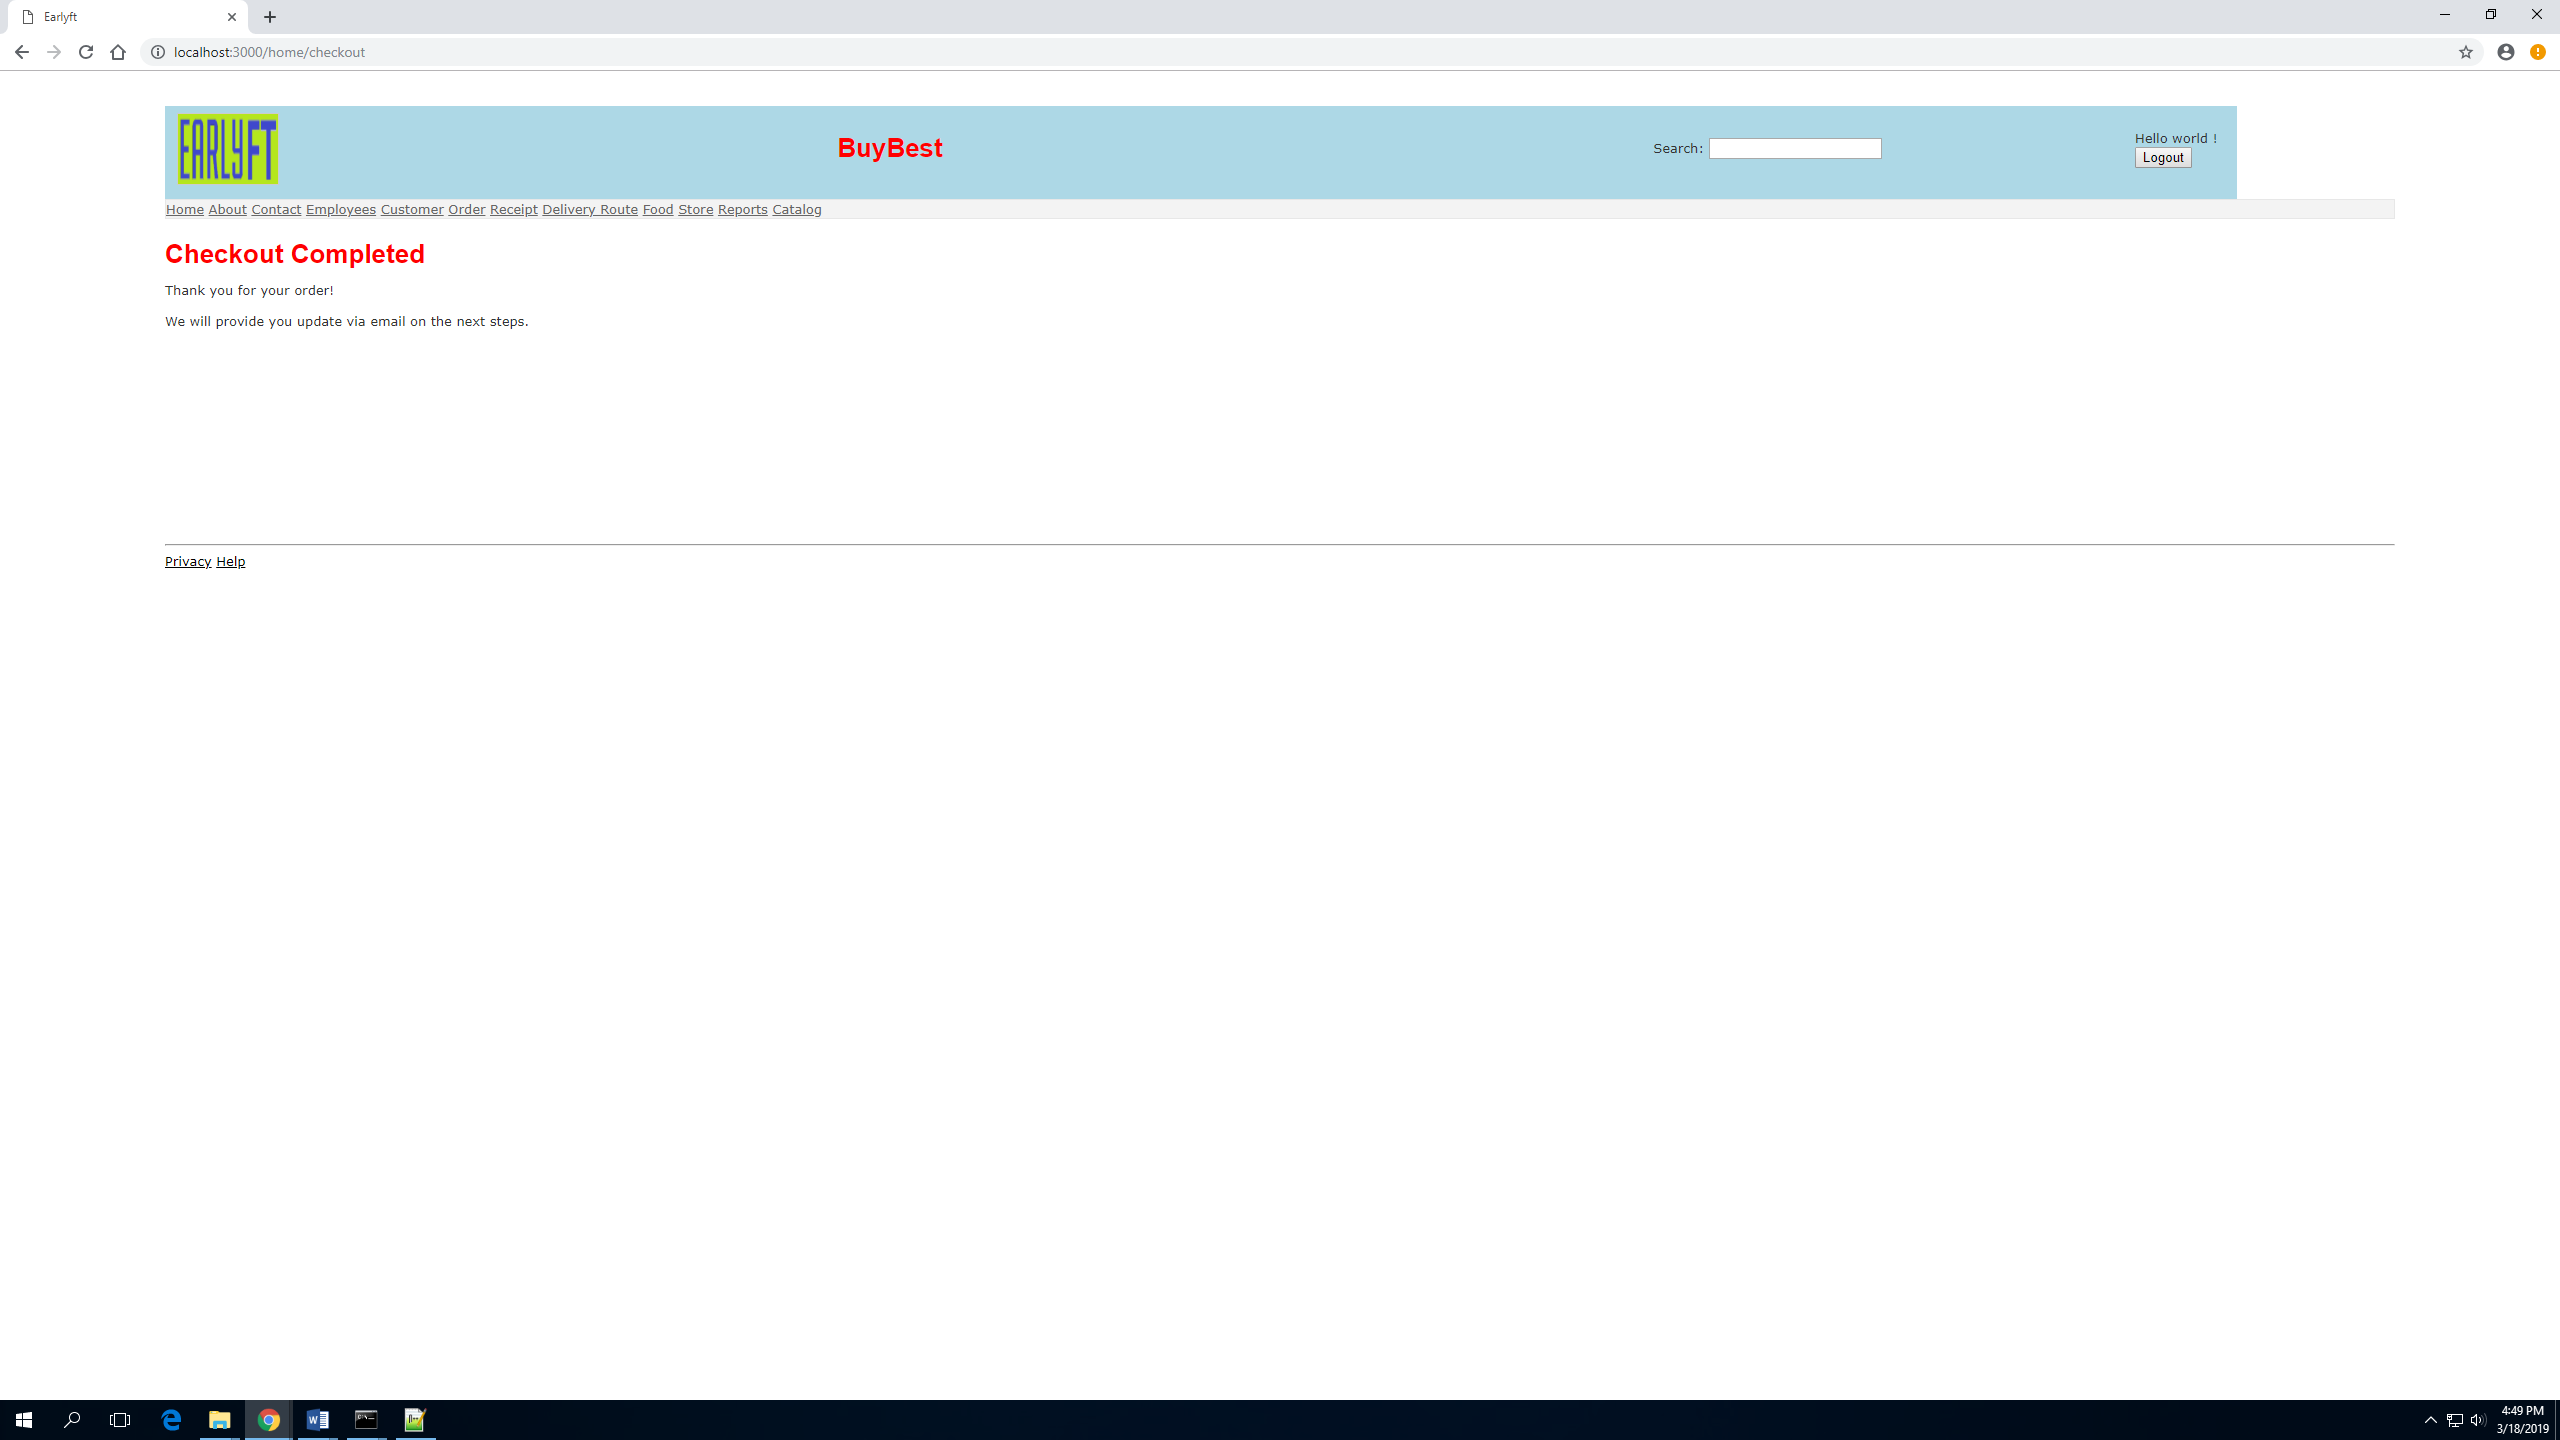 Earlyft
localhost:3000/home/checkout
EARLYFT
BuyBest
Search:
Hello world !
Logout
Home About Contact Employees Customer Order Receipt Delivery Route Food Store Reports Catalog
Checkout Completed
Thank you for your order!
We will provide you update via email on the next steps.
Privacy Help
4:49 PM
3/18/2019